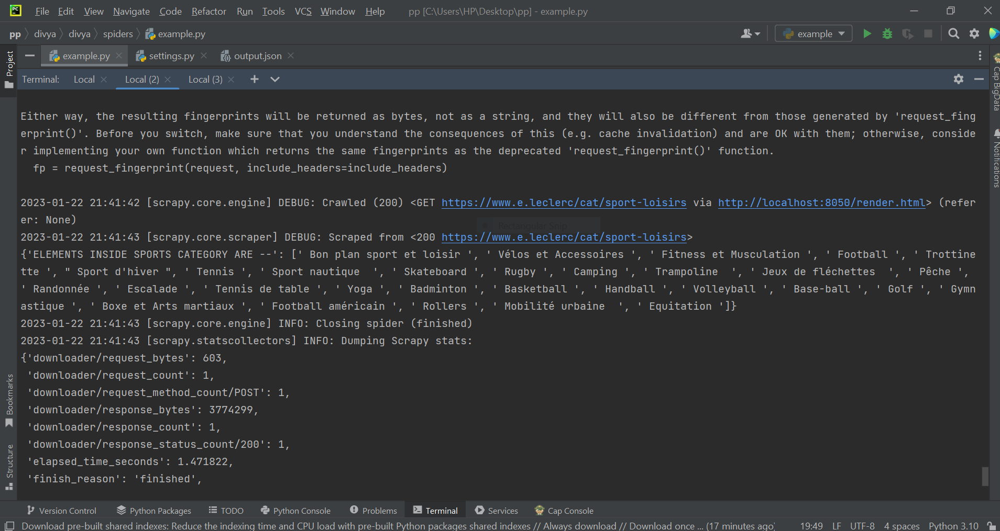 PC File Edit View Navigate Code Refactor Run Tools VCS Window Help pp [C:\Users\HP\Desktop\pp] - example.py
pp divya divya spiders example.py example
Project
example.py settings.py output.json
Terminal: Local Local (2) Local (3)
Cap BigData
Notifications
Either way, the resulting fingerprints will be returned as bytes, not as a string, and they will also be different from those generated by 'request_fing
erprint()'. Before you switch, make sure that you understand the consequences of this (e.g. cache invalidation) and are OK with them; otherwise, conside
r implementing your own function which returns the same fingerprints as the deprecated 'request_fingerprint()' function.
  fp = request_fingerprint(request, include_headers=include_headers)
2023-01-22 21:41:42 [scrapy.core.engine] DEBUG: Crawled (200) <GET https://www.e.leclerc/cat/sport-loisirs via http://localhost:8050/render.html> (refer
er: None)
Rectangular Snip
2023-01-22 21:41:43 [scrapy.core.scraper] DEBUG: Scraped from <200 https://www.e.leclerc/cat/sport-loisirs>
{'ELEMENTS INSIDE SPORTS CATEGORY ARE --': [' Bon plan sport et loisir ', ' Vélos et Accessoires ', ' Fitness et Musculation ', ' Football ', ' Trottine
tte ', " Sport d'hiver ", ' Tennis ', ' Sport nautique  ', ' Skateboard ', ' Rugby ', ' Camping ', ' Trampoline  ', ' Jeux de fléchettes  ', ' Pêche ',
' Randonnée ', ' Escalade ', ' Tennis de table ', ' Yoga ', ' Badminton ', ' Basketball ', ' Handball ', ' Volleyball ', ' Base-ball ', ' Golf ', ' Gymn
astique ', ' Boxe et Arts martiaux ', ' Football américain ', ' Rollers ', ' Mobilité urbaine  ', ' Equitation ']}
2023-01-22 21:41:43 [scrapy.core.engine] INFO: Closing spider (finished)
2023-01-22 21:41:43 [scrapy.statscollectors] INFO: Dumping Scrapy stats:
{'downloader/request_bytes': 603,
 'downloader/request_count': 1,
 'downloader/request_method_count/POST': 1,
 'downloader/response_bytes': 3774299,
 'downloader/response_count': 1,
 'downloader/response_status_count/200': 1,
 'elapsed_time_seconds': 1.471822,
 'finish_reason': 'finished',
Bookmarks
Structure
Version Control Python Packages TODO Python Console Problems Terminal Services Cap Console
Download pre-built shared indexes: Reduce the indexing time and CPU load with pre-built Python packages shared indexes // Always download // Download once ... (17 minutes ago) 19:49 LF UTF-8 4 spaces Python 3.10